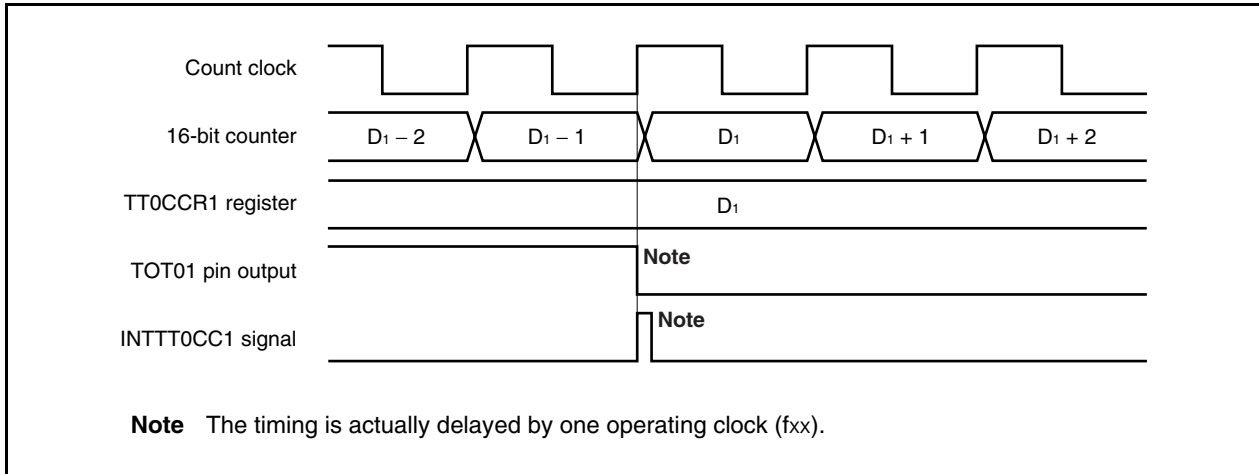 Count clock
16-bit counter D1 − 2 D1 − 1 D1 D1 + 1 D1 + 2
TT0CCR1 register D1
TOT01 pin output Note
INTTT0CC1 signal Note
Note The timing is actually delayed by one operating clock (fXX).